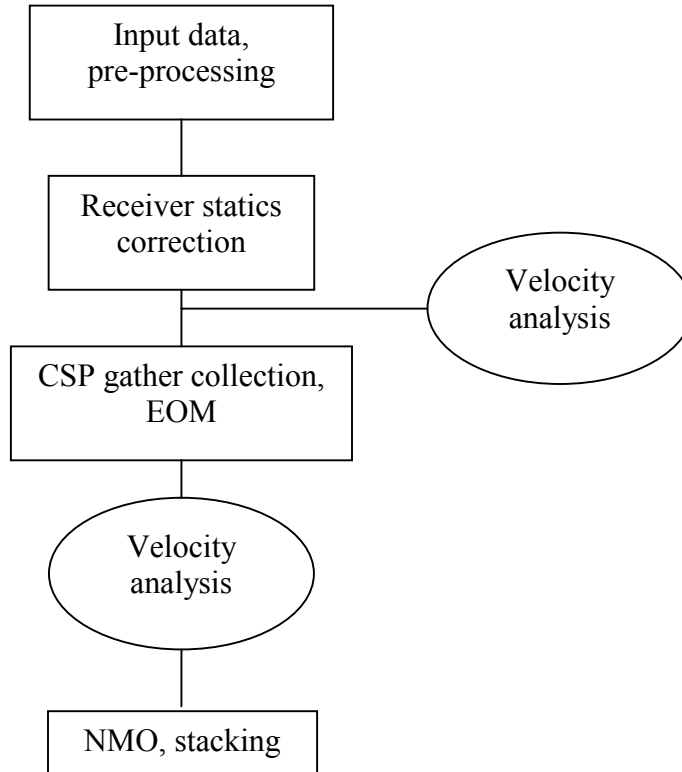 Input data,
pre-processing
Receiver statics
correction
Velocity
analysis
CSP gather collection,
EOM
Velocity
analysis
NMO, stacking